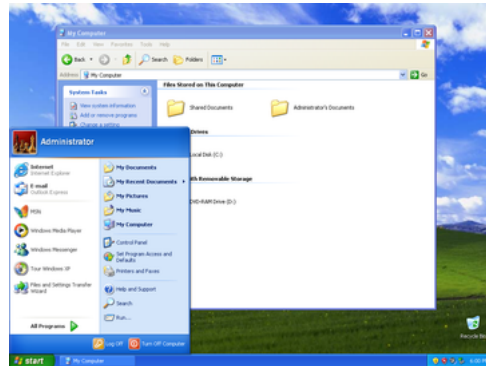 My Computer
File Edit View Favorites Tools Help
Back Search Folders
Address My Computer Go
System Tasks
View system information
Add or remove programs
Change a setting
Files Stored on This Computer
Shared Documents
Administrator's Documents
Drives
Local Disk (C:)
ith Removable Storage
DVD-RAM Drive (D:)
Administrator
Internet
Internet Explorer
E-mail
Outlook Express
MSN
Windows Media Player
Windows Messenger
Tour Windows XP
Files and Settings Transfer
Wizard
All Programs
My Documents
My Recent Documents
My Pictures
My Music
My Computer
Control Panel
Set Program Access and
Defaults
Printers and Faxes
Help and Support
Search
Run...
Log Off Turn Off Computer
Recycle Bin
start My Computer